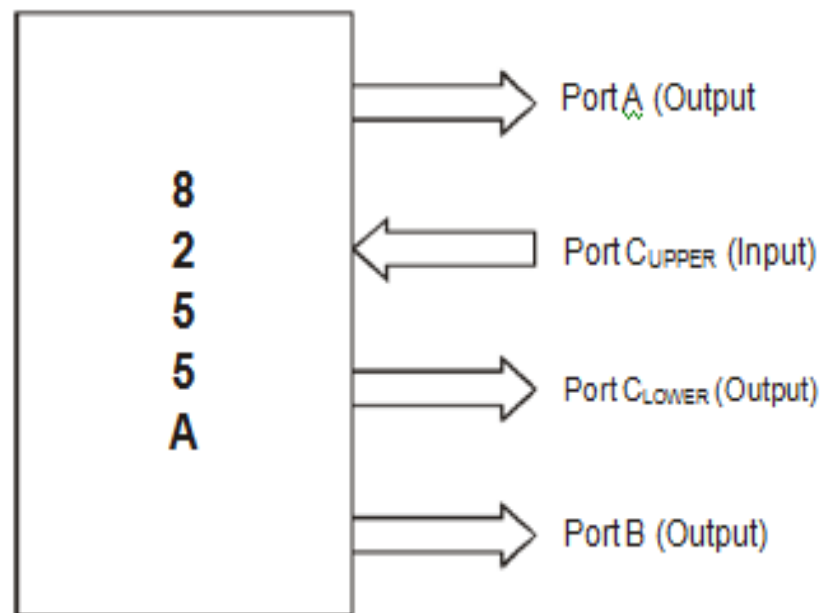 8
2
5
5
A
Port A (Output
Port CUPPER (Input)
Port CLOWER (Output)
Port B (Output)